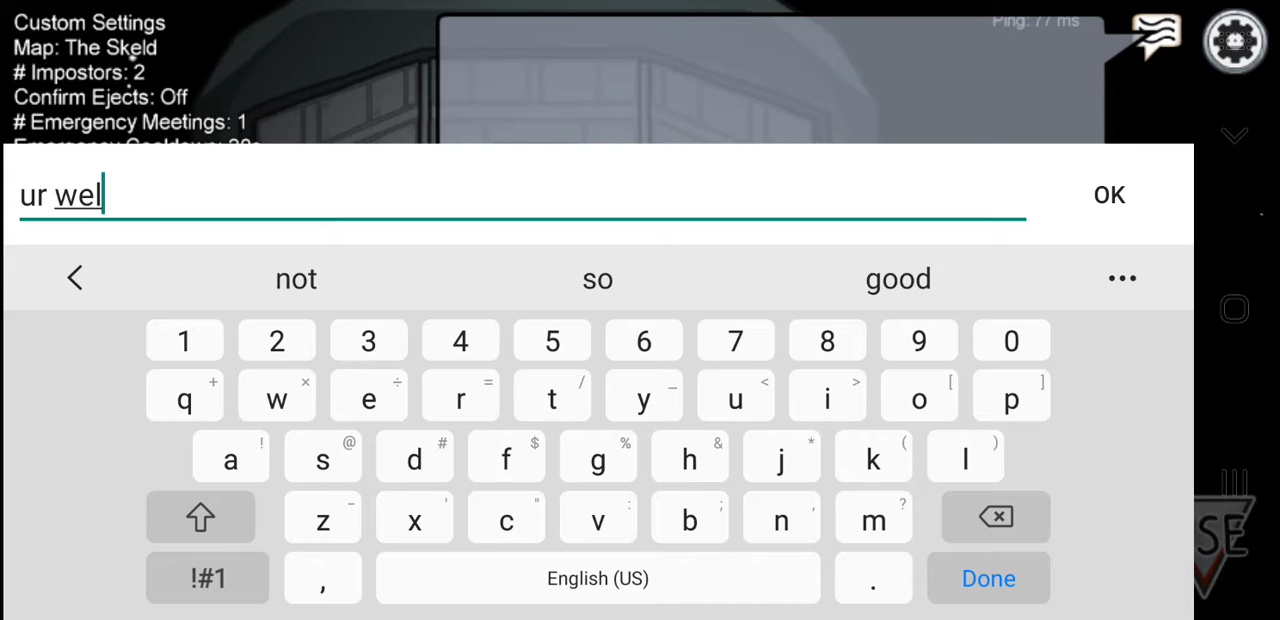 Custom Settings
Map: The Skeld
# Impostors: 2
Confirm Ejects: Off
# Emergency Meetings: 1
Ping: 77 ms
ur wel
OK
not so good
1 2 3 4 5 6 7 8 9 0
+ × ÷ = / _ < > [ ]
q w e r t y u i o p
! @ # $ % & * ( )
a s d f g h j k l
- ' " : ; , ?
z x c v b n m
!#1 , English (US) . Done
SE